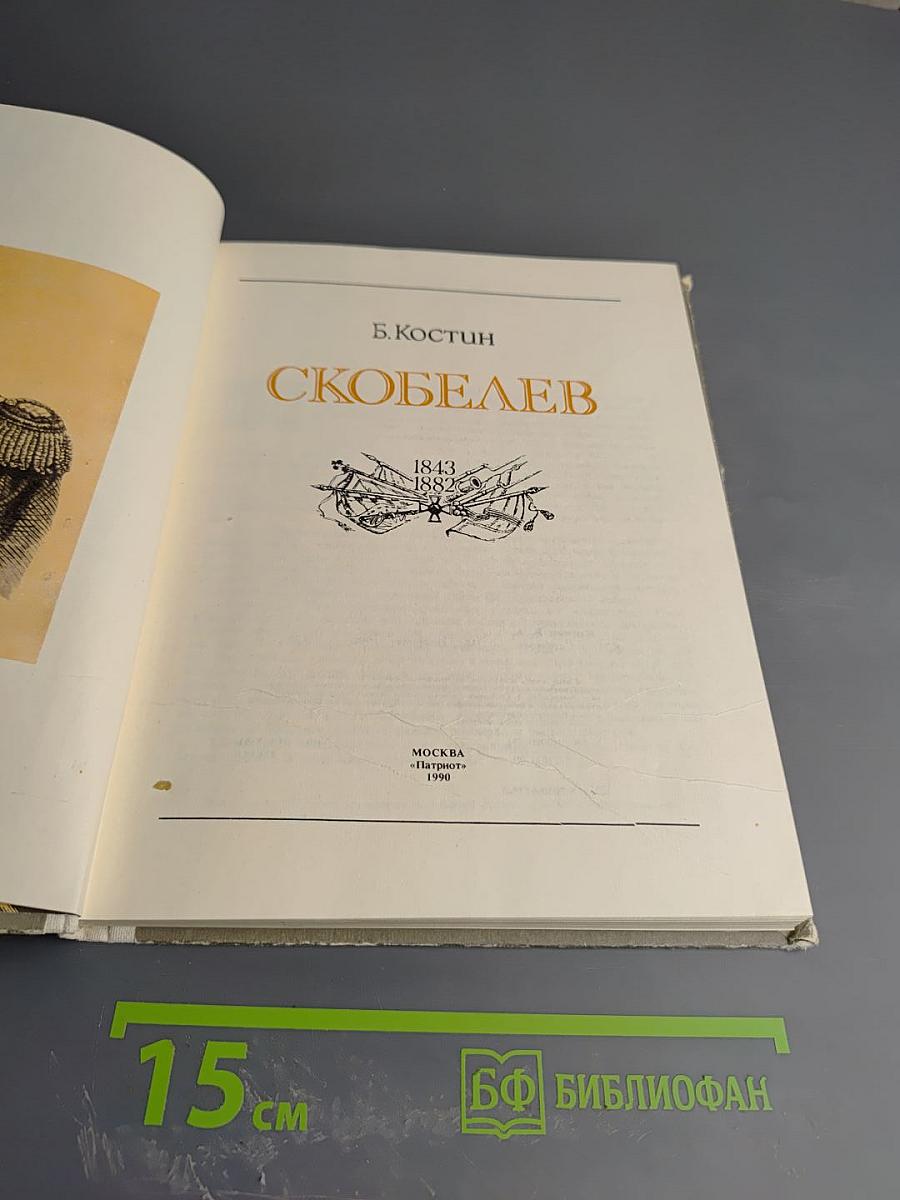 Б. Костин
СКОБЕЛЕВ
1843
1882
МОСКВА
«Патриот»
1990
15 см
БФ БИБЛИОФАН